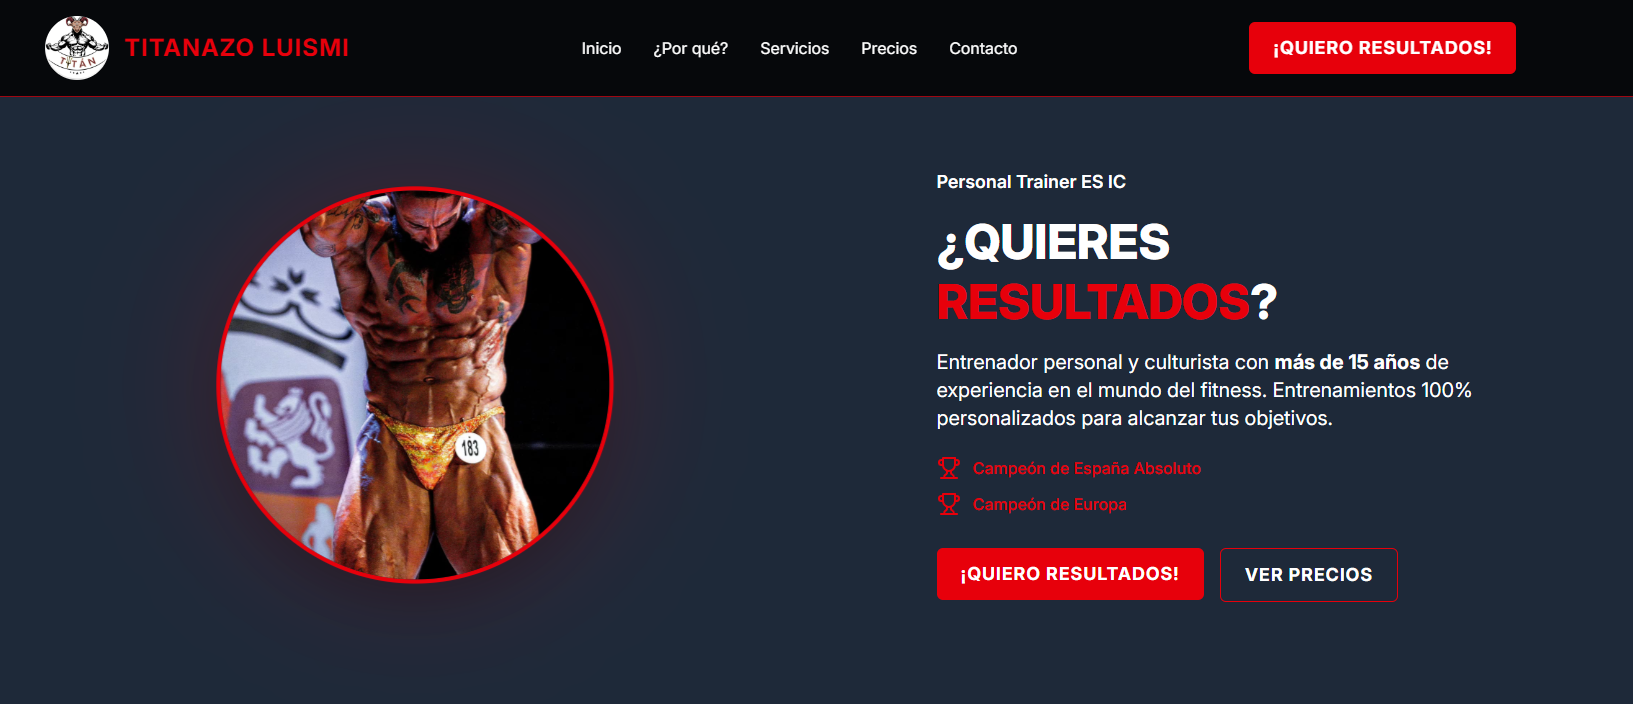 TITAN
TITANAZO LUISMI
Inicio
¿Por qué?
Servicios
Precios
Contacto
¡QUIERO RESULTADOS!
183
Personal Trainer ES IC
¿QUIERES
RESULTADOS?
Entrenador personal y culturista con más de 15 años de
experiencia en el mundo del fitness. Entrenamientos 100%
personalizados para alcanzar tus objetivos.
Campeón de España Absoluto
Campeón de Europa
¡QUIERO RESULTADOS!
VER PRECIOS